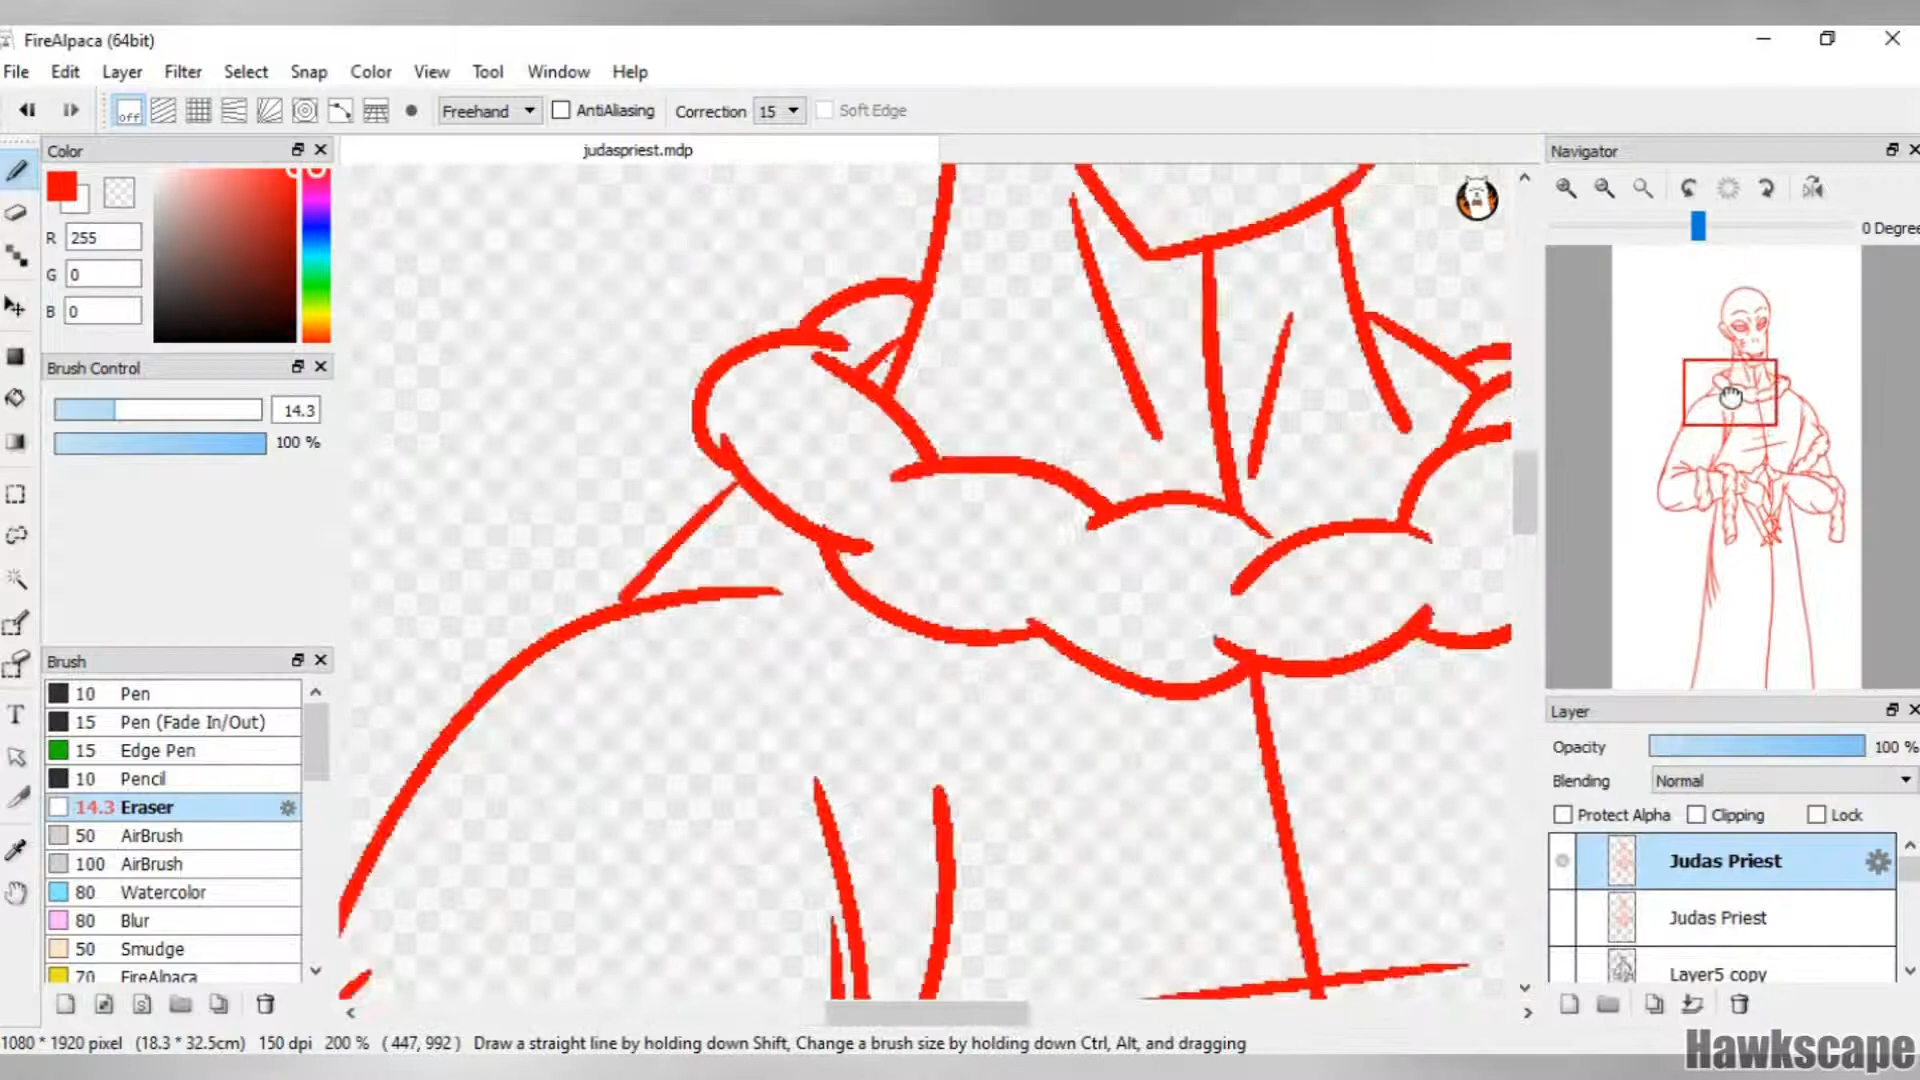 FireAlpaca (64bit)
File Edit Layer Filter Select Snap Color View Tool Window Help
off Freehand AntiAliasing Correction 15 Soft Edge
Color
judaspriest.mdp
Navigator
R 255
G 0
B 0
0 Degree
Brush Control
14.3
100 %
Brush
10 Pen
15 Pen (Fade In/Out)
15 Edge Pen
10 Pencil
14.3 Eraser
50 AirBrush
100 AirBrush
80 Watercolor
80 Blur
50 Smudge
70 FireAlpaca
Layer
Opacity 100 %
Blending Normal
Protect Alpha Clipping Lock
Judas Priest
Judas Priest
Layer5 copy
1080 * 1920 pixel (18.3 * 32.5cm) 150 dpi 200 % ( 447, 992 ) Draw a straight line by holding down Shift, Change a brush size by holding down Ctrl, Alt, and dragging
Hawkscape